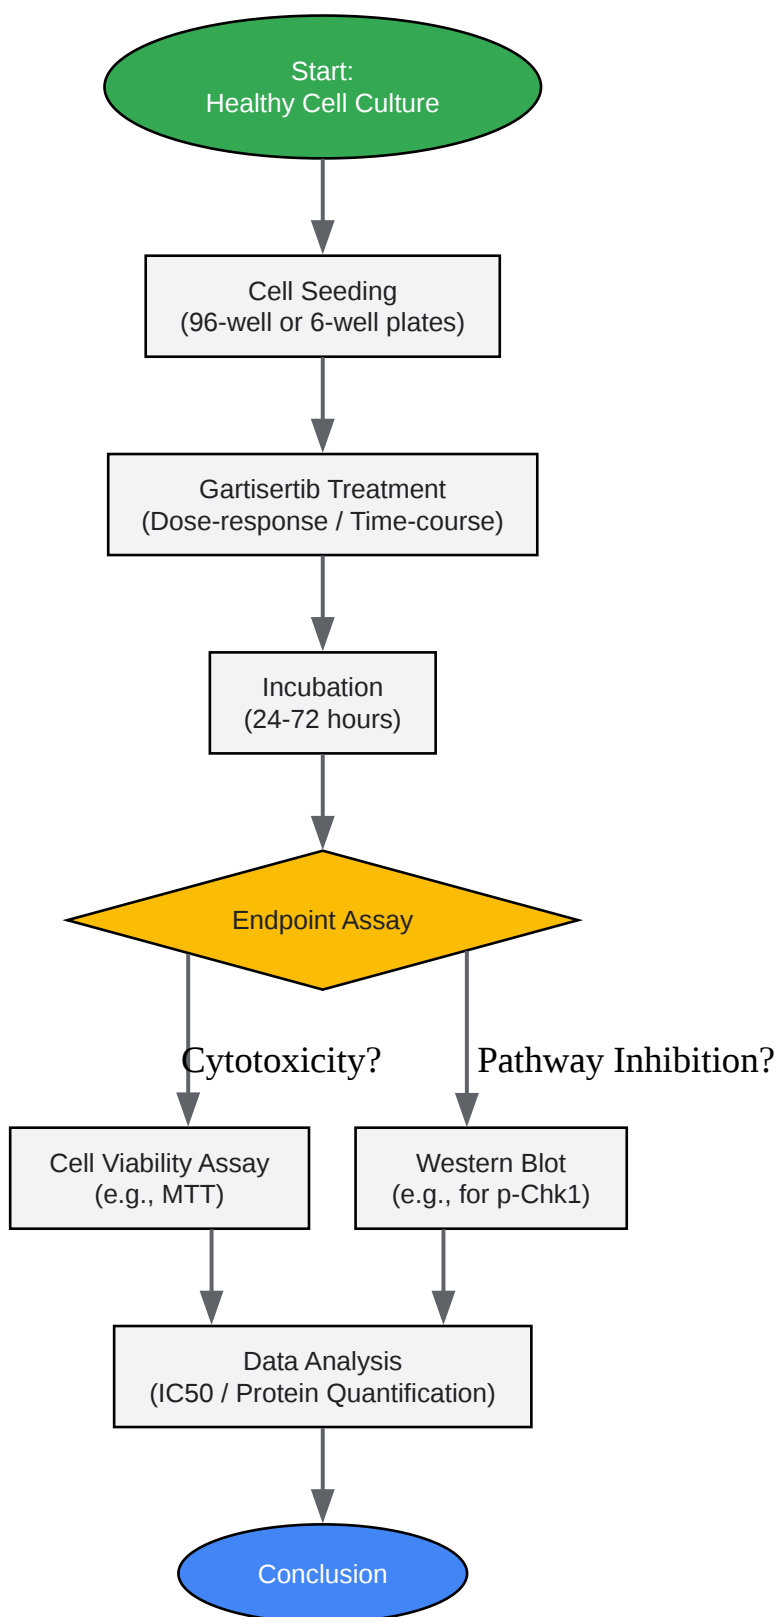 Start:
Healthy Cell Culture
Cell Seeding
(96-well or 6-well plates)
Gartisertib Treatment
(Dose-response / Time-course)
Incubation
(24-72 hours)
Endpoint Assay
Cytotoxicity?
Pathway Inhibition?
Cell Viability Assay
(e.g., MTT)
Western Blot
(e.g., for p-Chk1)
Data Analysis
(IC50 / Protein Quantification)
Conclusion